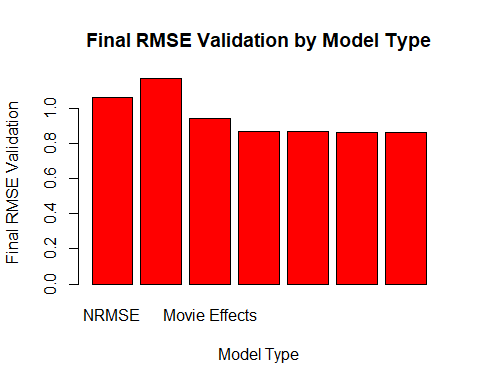 Final RMSE Validation by Model Type
Final RMSE Validation
1.0
0.8
0.6
0.4
0.2
0.0
NRMSE Movie Effects
Model Type